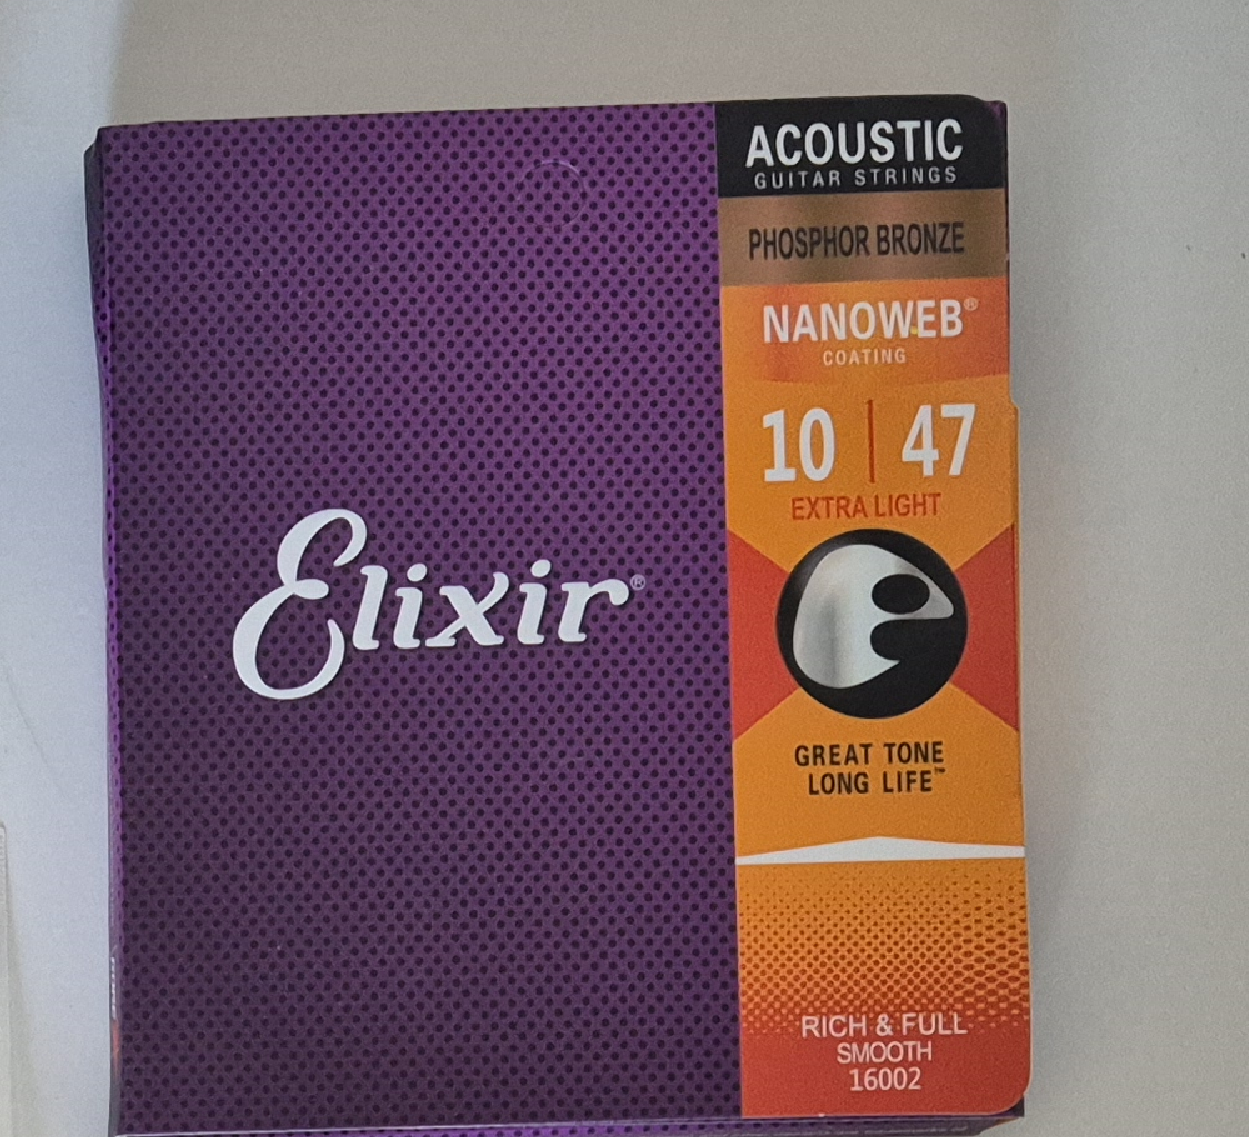 ACOUSTIC
GUITAR STRINGS
PHOSPHOR BRONZE
NANOWEB®
COATING
10 | 47
EXTRA LIGHT
Elixir®
GREAT TONE
LONG LIFE™
RICH & FULL
SMOOTH
16002